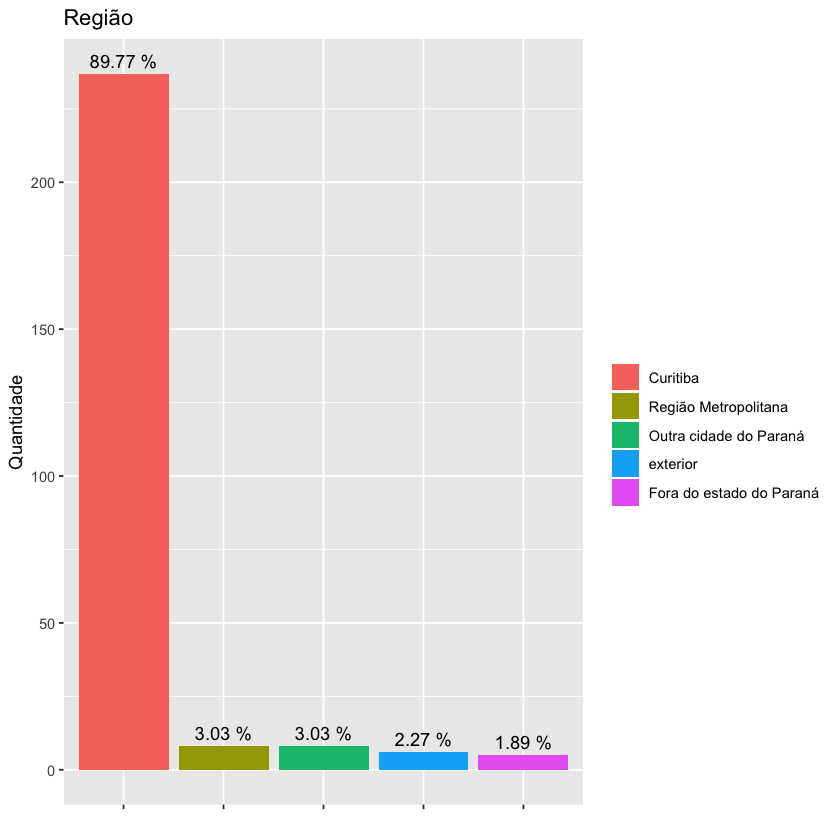 Região
89.77 %
3.03 %
3.03 %
2.27 %
1.89 %
200
150
100
50
0
Quantidade
Curitiba
Região Metropolitana
Outra cidade do Paraná
exterior
Fora do estado do Paraná